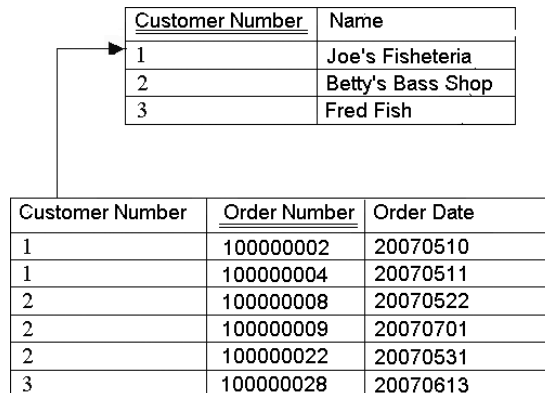 Customer Number Name
1 Joe's Fisheteria
2 Betty's Bass Shop
3 Fred Fish
Customer Number Order Number Order Date
1 100000002 20070510
1 100000004 20070511
2 100000008 20070522
2 100000009 20070701
2 100000022 20070531
3 100000028 20070613